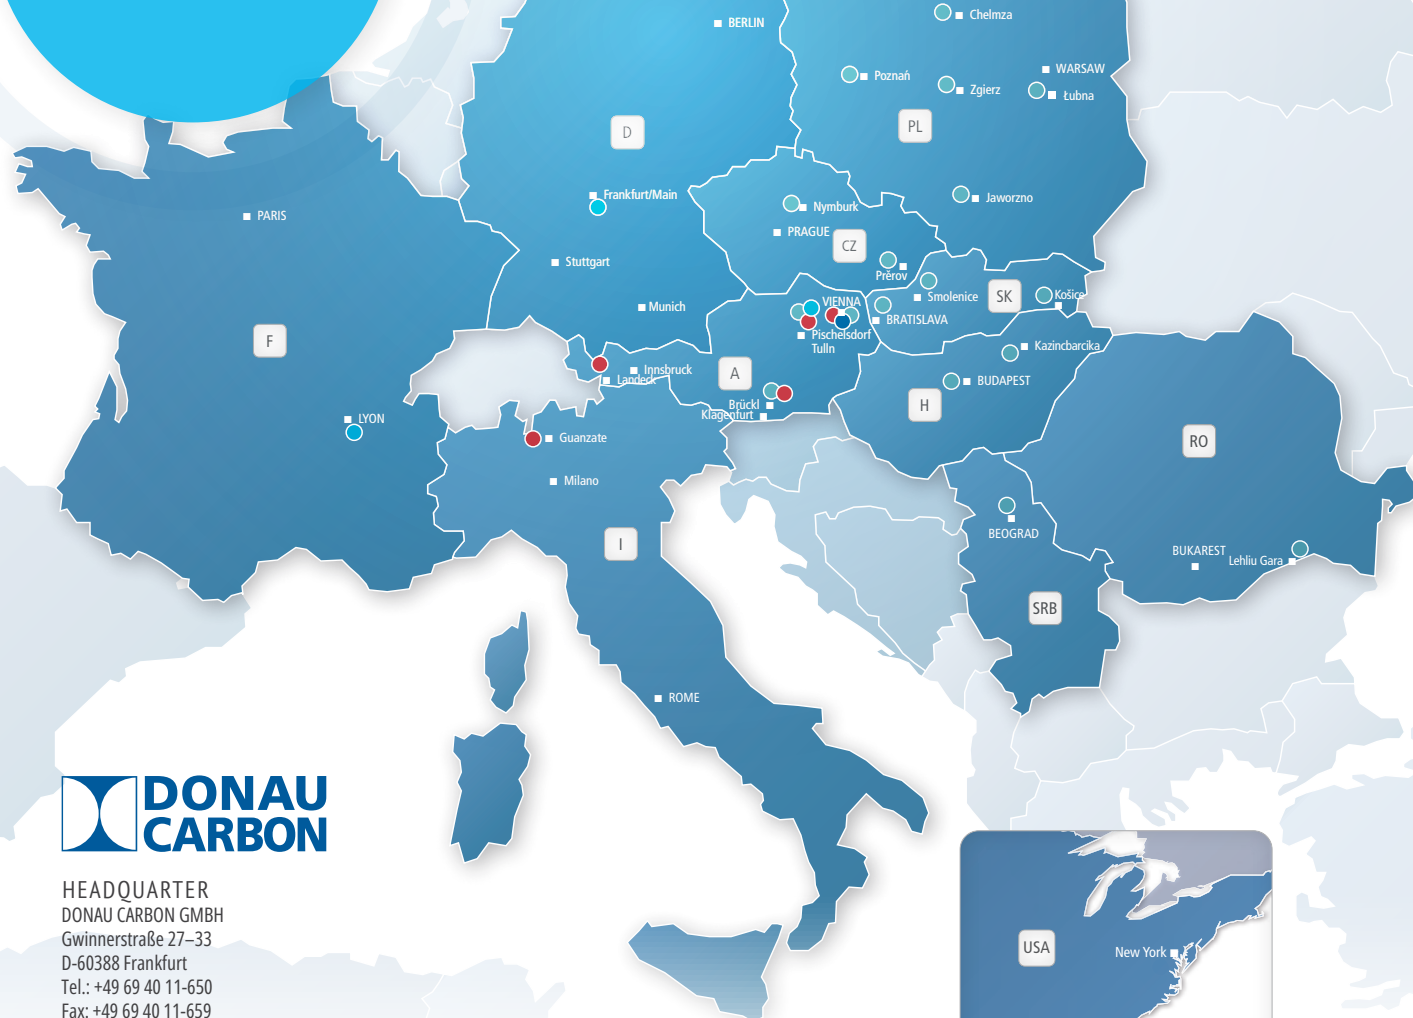 BERLIN
Chelmza
Poznań
WARSAW
Zgierz
Łubna
D
PL
Frankfurt/Main
Jaworzno
Nymburk
PARIS
PRAGUE
CZ
Stuttgart
Prěrov
Smolenice
SK
Košice
VIENNA
Munich
BRATISLAVA
Pischelsdorf
Tulln
F
Kazincbarcika
Innsbruck
Landeck
A
BUDAPEST
Brückl
H
Klagenfurt
LYON
Guanzate
RO
Milano
BEOGRAD
I
BUKAREST
Lehliu Gara
SRB
ROME
DONAU
CARBON
HEADQUARTER
DONAU CARBON GMBH
Gwinnerstraße 27–33
D-60388 Frankfurt
Tel.: +49 69 40 11-650
Fax: +49 69 40 11-659
USA
New York